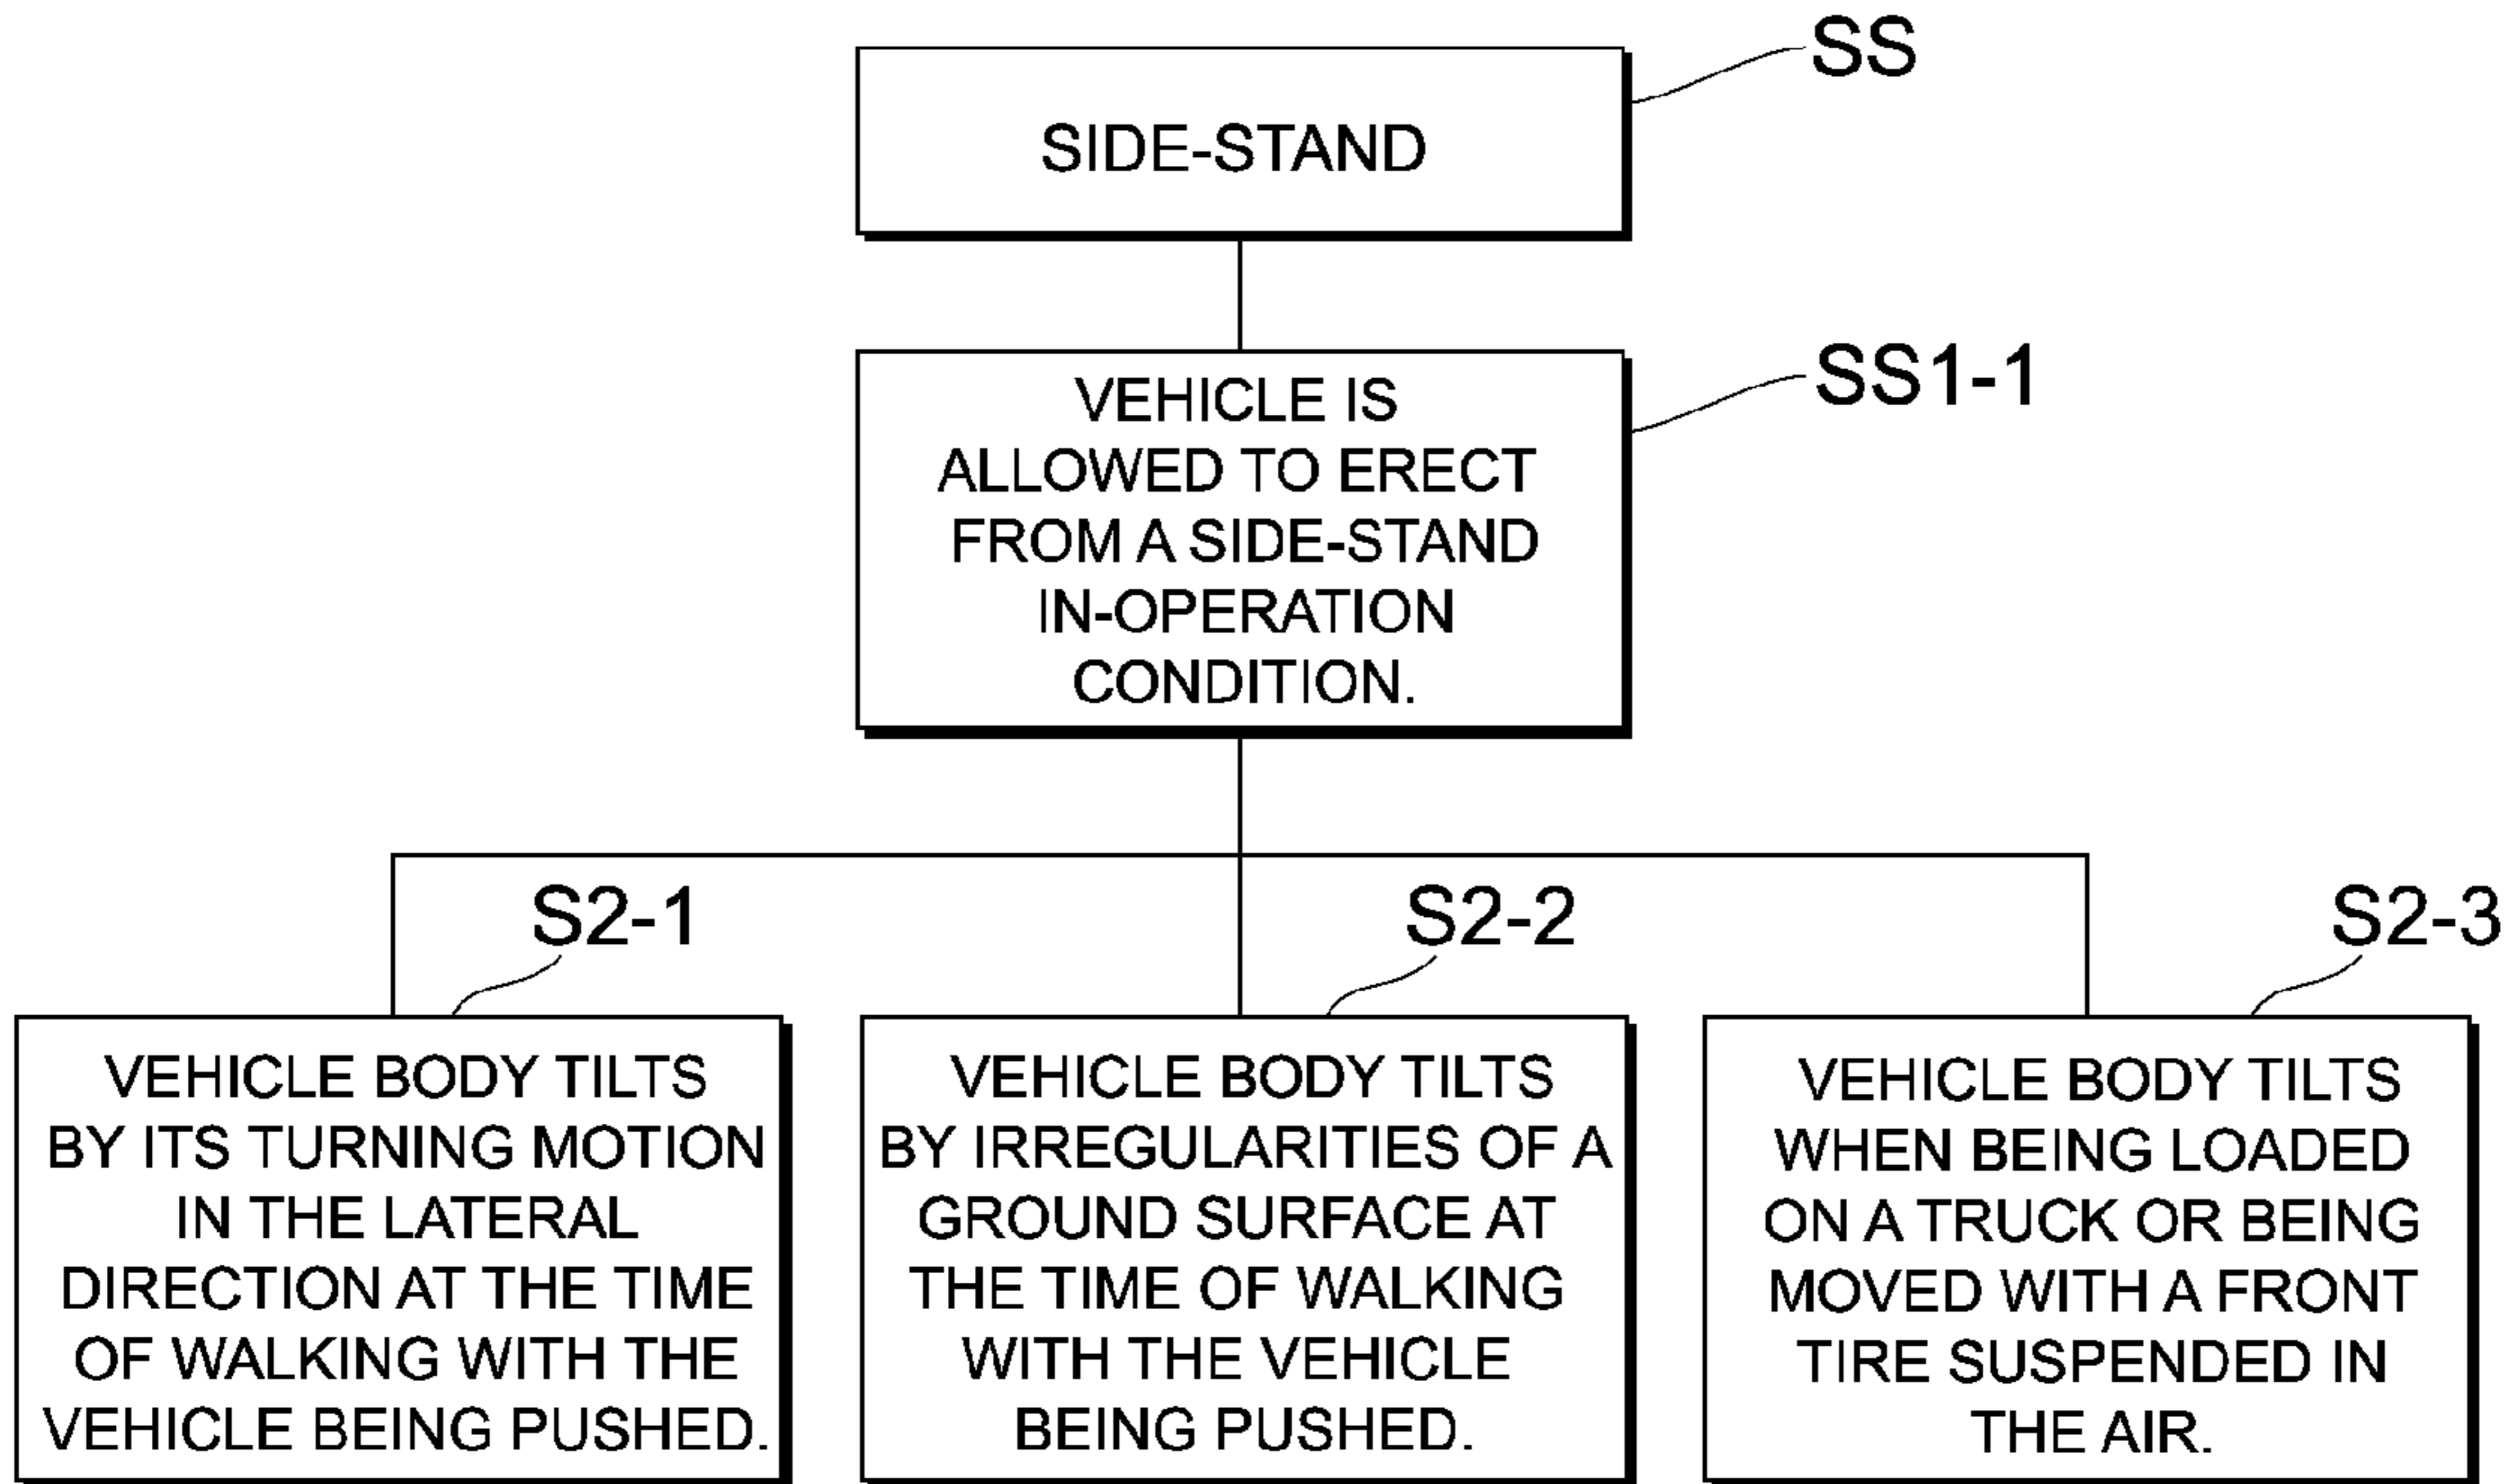 SS
SIDE-STAND
SS1-1
VEHICLE IS
ALLOWED TO ERECT
FROM A SIDE-STAND
IN-OPERATION
CONDITION.
S2-1
VEHICLE BODY TILTS
BY ITS TURNING MOTION
IN THE LATERAL
DIRECTION AT THE TIME
OF WALKING WITH THE
VEHICLE BEING PUSHED.
S2-2
VEHICLE BODY TILTS
BY IRREGULARITIES OF A
GROUND SURFACE AT
THE TIME OF WALKING
WITH THE VEHICLE
BEING PUSHED.
S2-3
VEHICLE BODY TILTS
WHEN BEING LOADED
ON A TRUCK OR BEING
MOVED WITH A FRONT
TIRE SUSPENDED IN
THE AIR.